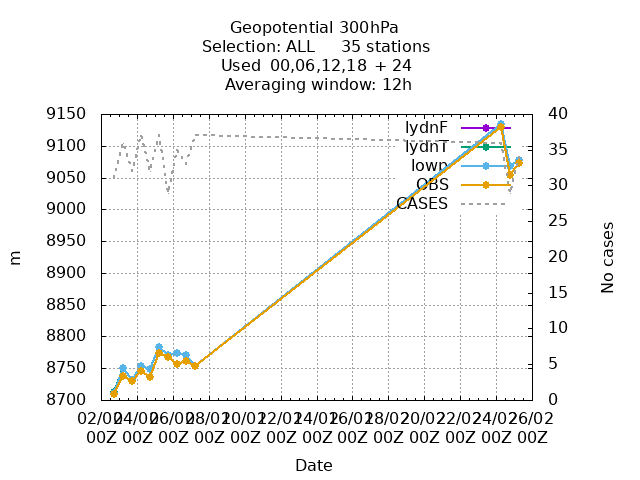 Geopotential 300hPa
Selection: ALL 35 stations
Used 00,06,12,18 + 24
Averaging window: 12h
9150
9100
9050
9000
8950
8900
8850
8800
8750
8700
m
lydnF
lydnT
lowp
OBS
CASES
40
35
30
25
20
15
10
5
0
No cases
02/02 04/02 06/02 08/02 10/02 12/02 14/02 16/02 18/02 20/02 22/02 24/02 26/02
00Z 00Z 00Z 00Z 00Z 00Z 00Z 00Z 00Z 00Z 00Z 00Z 00Z
Date